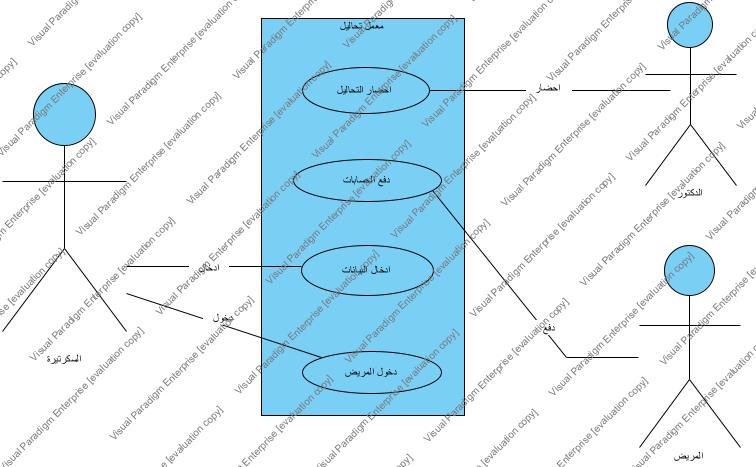 معمل تحاليل
احضار التحاليل
احضار
الدكتور
دفع الحسابات
ادخال البيانات
ادخال
دخول
دفع
السكرتيرة
دخول المريض
المريض
Visual Paradigm Enterprise [evaluation copy]